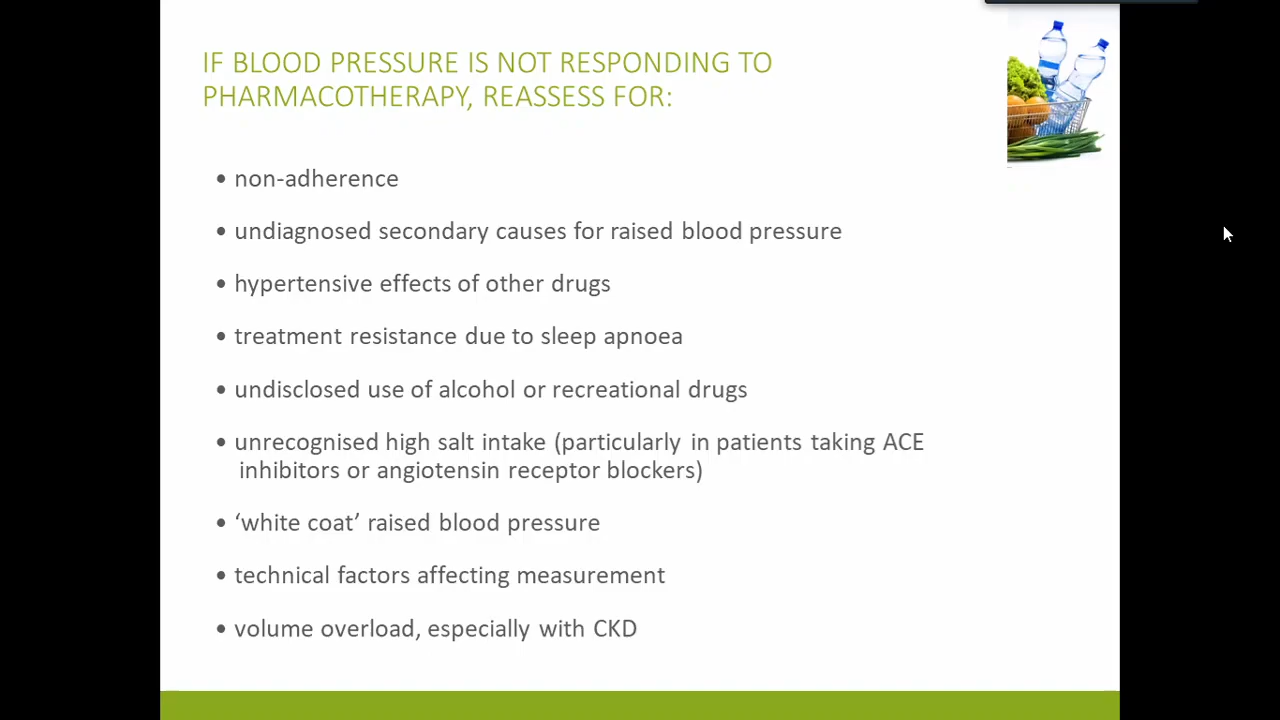 IF BLOOD PRESSURE IS NOT RESPONDING TO
PHARMACOTHERAPY, REASSESS FOR:
• non-adherence
• undiagnosed secondary causes for raised blood pressure
• hypertensive effects of other drugs
• treatment resistance due to sleep apnoea
• undisclosed use of alcohol or recreational drugs
• unrecognised high salt intake (particularly in patients taking ACE
inhibitors or angiotensin receptor blockers)
• ‘white coat’ raised blood pressure
• technical factors affecting measurement
• volume overload, especially with CKD